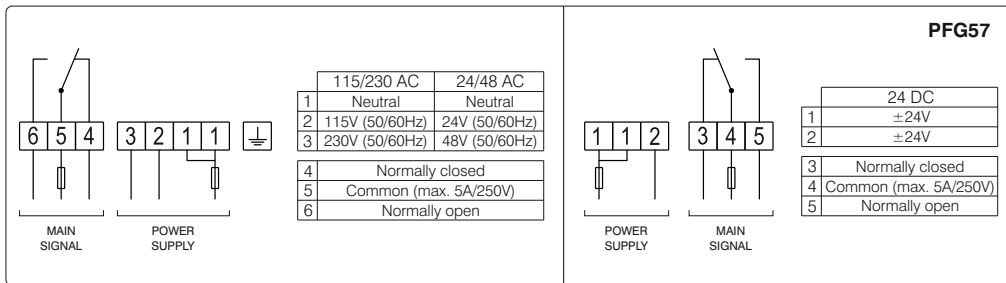 PFG57
115/230 AC 24/48 AC
1 Neutral Neutral
2 115V (50/60Hz) 24V (50/60Hz)
3 230V (50/60Hz) 48V (50/60Hz)
4 Normally closed
5 Common (max. 5A/250V)
6 Normally open
6 5 4 3 2 1 1
MAIN SIGNAL
POWER SUPPLY
1 1 2 3 4 5
POWER SUPPLY
MAIN SIGNAL
24 DC
1 ±24V
2 ±24V
3 Normally closed
4 Common (max. 5A/250V)
5 Normally open